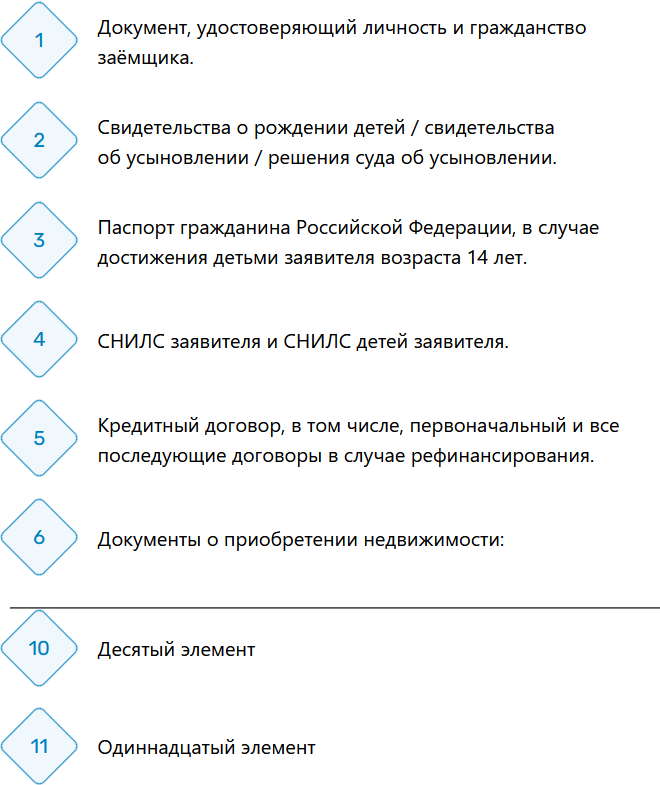 1
Документ, удостоверяющий личность и гражданство
заёмщика.
2
Свидетельства о рождении детей / свидетельства
об усыновлении / решения суда об усыновлении.
3
Паспорт гражданина Российской Федерации, в случае
достижения детьми заявителя возраста 14 лет.
4
СНИЛС заявителя и СНИЛС детей заявителя.
5
Кредитный договор, в том числе, первоначальный и все
последующие договоры в случае рефинансирования.
6
Документы о приобретении недвижимости:
10
Десятый элемент
11
Одиннадцатый элемент